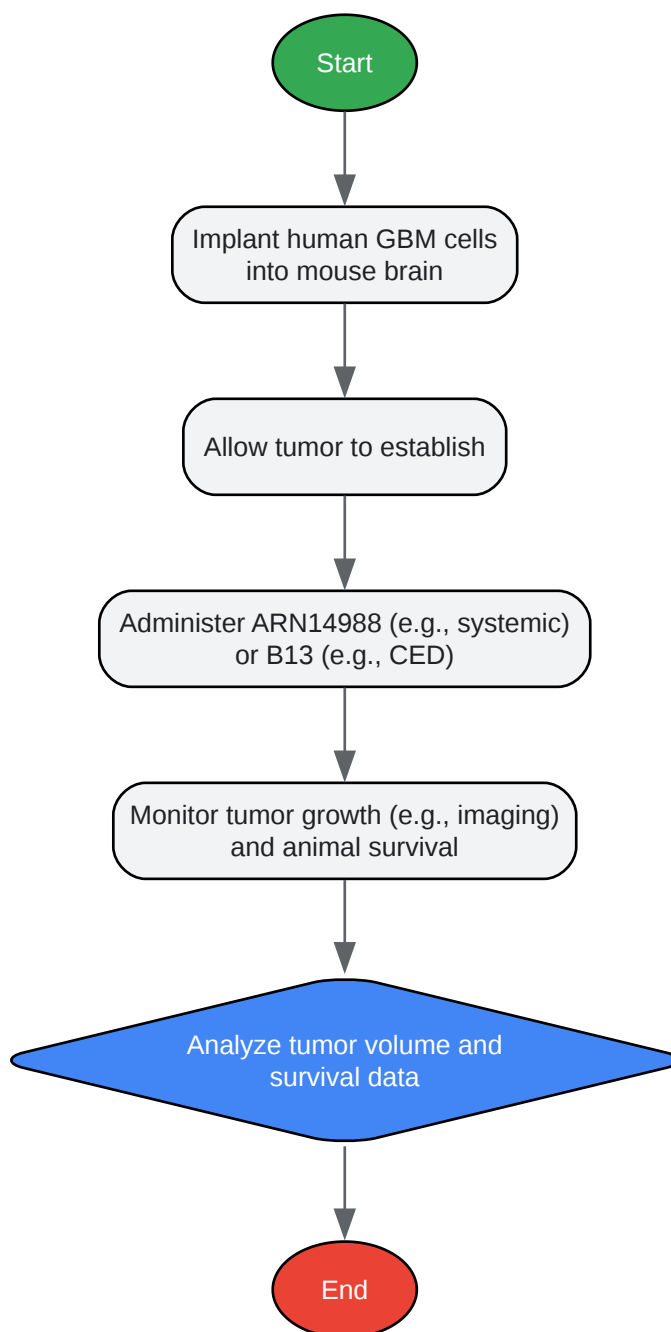 Start
Implant human GBM cells
into mouse brain
Allow tumor to establish
Administer ARN14988 (e.g., systemic)
or B13 (e.g., CED)
Monitor tumor growth (e.g., imaging)
and animal survival
Analyze tumor volume and
survival data
End